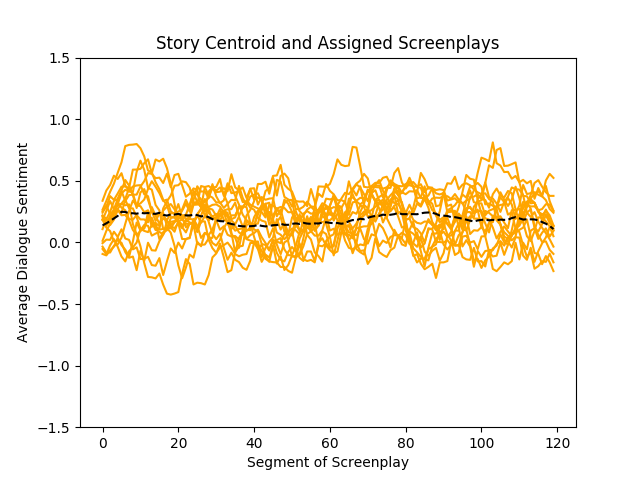 Story Centroid and Assigned Screenplays
1.5
1.0
0.5
0.0
−0.5
−1.0
−1.5
Average Dialogue Sentiment
0 20 40 60 80 100 120
Segment of Screenplay